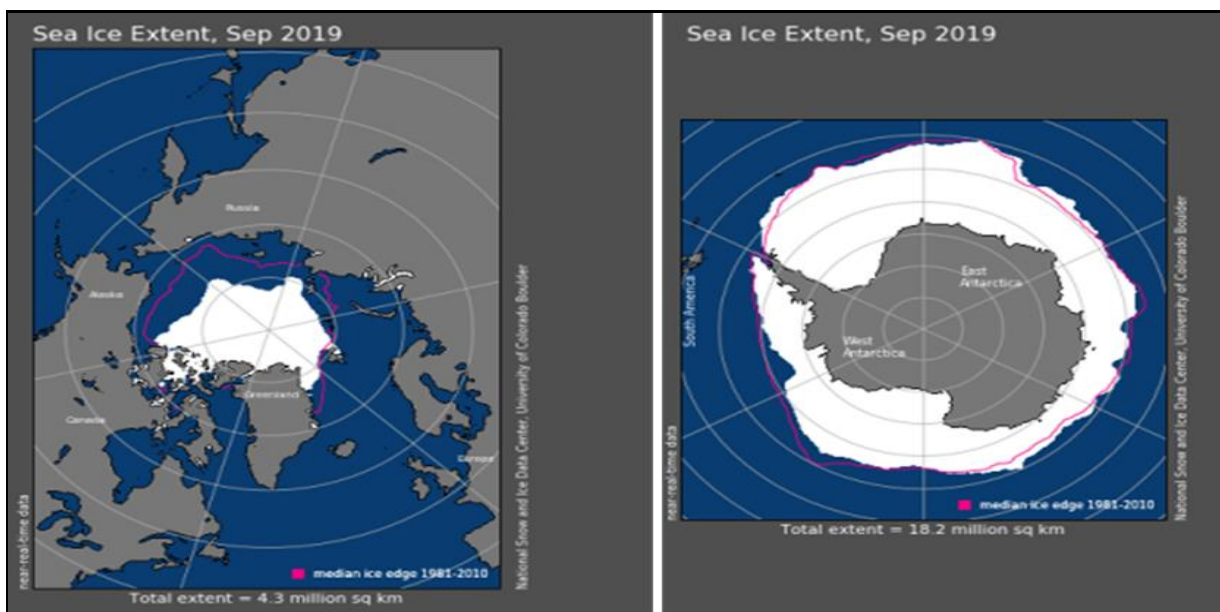 Sea Ice Extent, Sep 2019
Russia
Alaska
Greenland
Canada
Europe
near-real-time data
National Snow and Ice Data Center, University of Colorado Boulder
median ice edge 1981-2010
Total extent = 4.3 million sq km
Sea Ice Extent, Sep 2019
East
Antarctica
West
Antarctica
South America
near-real-time data
National Snow and Ice Data Center, University of Colorado Boulder
median ice edge 1981-2010
Total extent = 18.2 million sq km